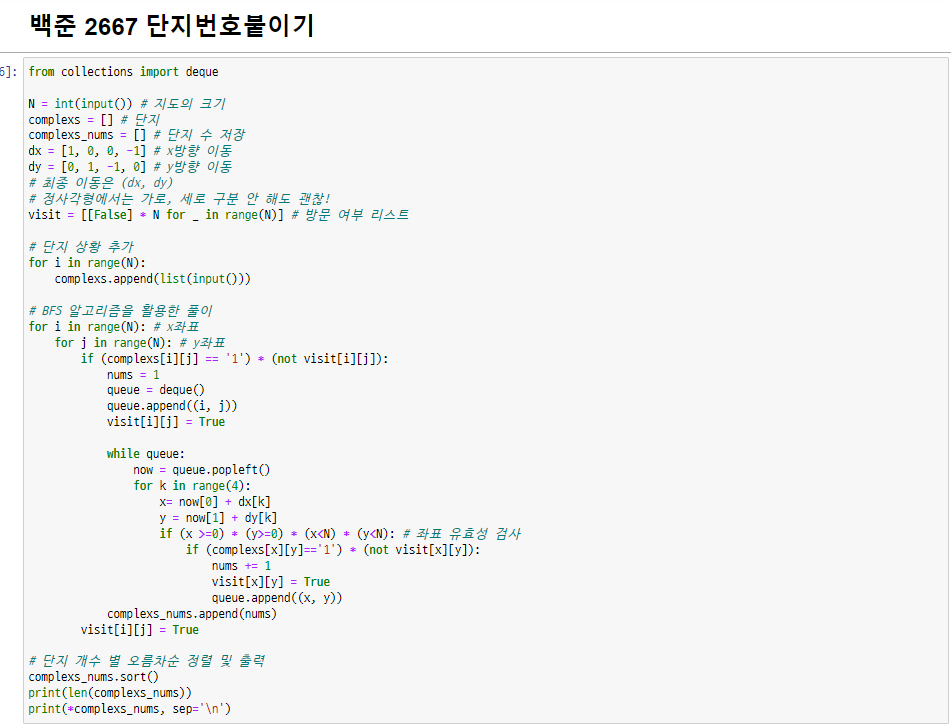 백준 2667 단지번호붙이기
6]:
from collections import deque
N = int(input()) # 지도의 크기
complexs = [] # 단지
complexs_nums = [] # 단지 수 저장
dx = [1, 0, 0, -1] # x방향 이동
dy = [0, 1, -1, 0] # y방향 이동
# 최종 이동은 (dx, dy)
# 정사각형에서는 가로, 세로 구분 안 해도 괜찮!
visit = [[False] * N for _ in range(N)] # 방문 여부 리스트
# 단지 상황 추가
for i in range(N):
    complexs.append(list(input()))
# BFS 알고리즘을 활용한 풀이
for i in range(N): # x좌표
    for j in range(N): # y좌표
        if (complexs[i][j] == '1') * (not visit[i][j]):
            nums = 1
            queue = deque()
            queue.append((i, j))
            visit[i][j] = True
            while queue:
                now = queue.popleft()
                for k in range(4):
                    x= now[0] + dx[k]
                    y = now[1] + dy[k]
                    if (x >=0) * (y>=0) * (x<N) * (y<N): # 좌표 유효성 검사
                        if (complexs[x][y]=='1') * (not visit[x][y]):
                            nums += 1
                            visit[x][y] = True
                            queue.append((x, y))
            complexs_nums.append(nums)
        visit[i][j] = True
# 단지 개수 별 오름차순 정렬 및 출력
complexs_nums.sort()
print(len(complexs_nums))
print(*complexs_nums, sep='\n')